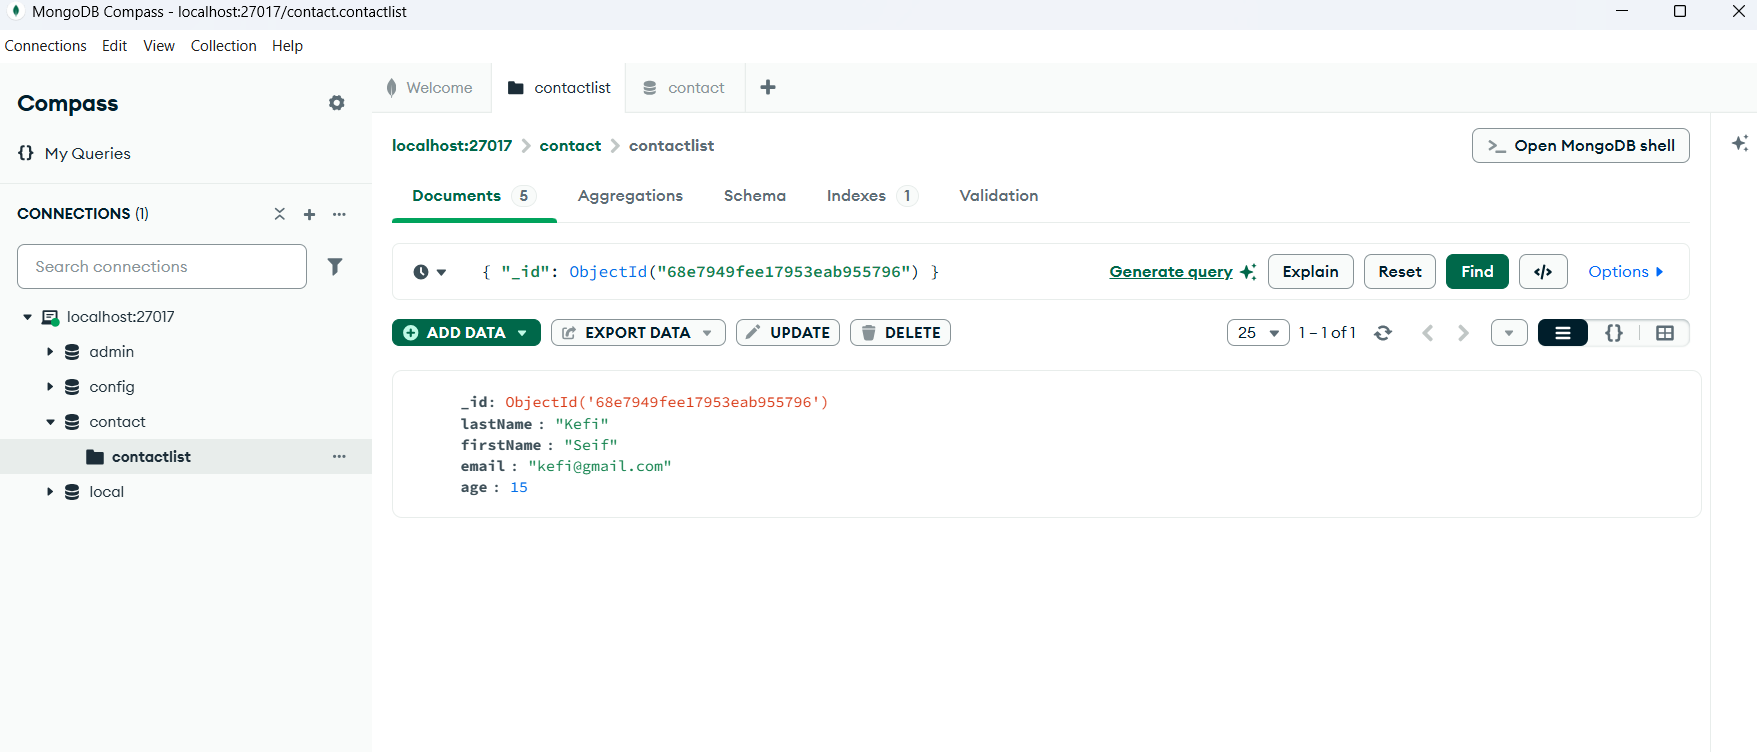 MongoDB Compass - localhost:27017/contact.contactlist
Connections Edit View Collection Help
Compass
{} My Queries
CONNECTIONS (1)
Search connections
localhost:27017
admin
config
contact
contactlist
local
Welcome
contactlist
contact
localhost:27017 > contact > contactlist
>_ Open MongoDB shell
Documents 5 Aggregations Schema Indexes 1 Validation
{ "_id": ObjectId("68e7949fee17953eab955796") }
Generate query Explain Reset Find </> Options
ADD DATA EXPORT DATA UPDATE DELETE
25 1 – 1 of 1 {}
_id: ObjectId('68e7949fee17953eab955796')
lastName : "Kefi"
firstName : "Seif"
email : "kefi@gmail.com"
age : 15